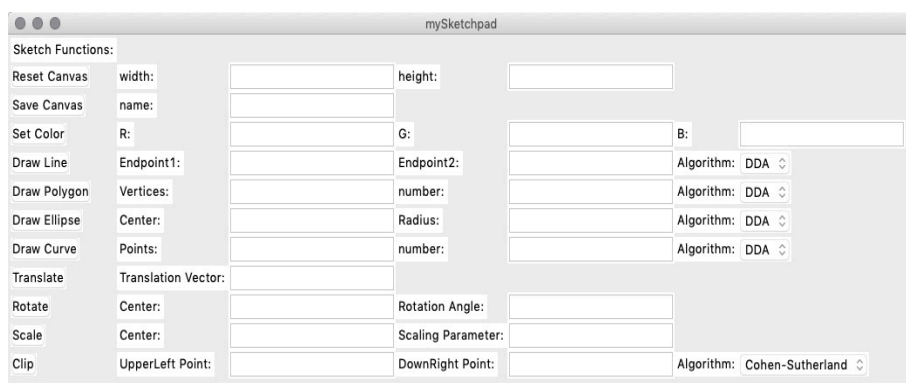 mySketchpad
Sketch Functions:
Reset Canvas width: height:
Save Canvas name:
Set Color R: G: B:
Draw Line Endpoint1: Endpoint2: Algorithm: DDA
Draw Polygon Vertices: number: Algorithm: DDA
Draw Ellipse Center: Radius: Algorithm: DDA
Draw Curve Points: number: Algorithm: DDA
Translate Translation Vector:
Rotate Center: Rotation Angle:
Scale Center: Scaling Parameter:
Clip UpperLeft Point: DownRight Point: Algorithm: Cohen-Sutherland